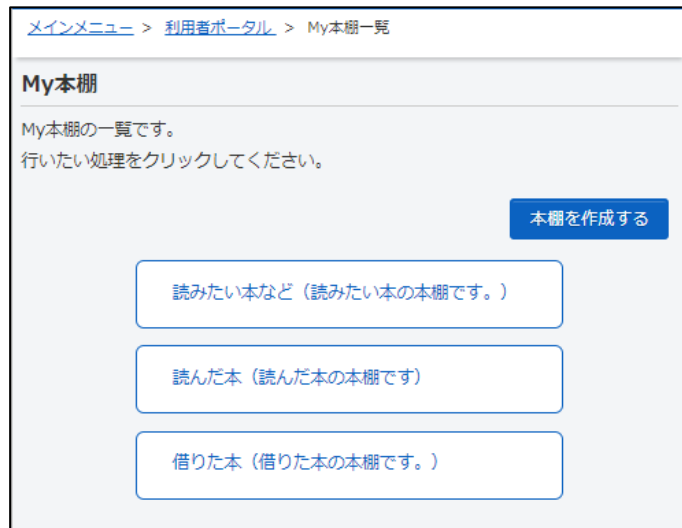 メインメニュー > 利用者ポータル > My本棚一覧
My本棚
My本棚の一覧です。
行いたい処理をクリックしてください。
本棚を作成する
読みたい本など（読みたい本の本棚です。）
読んだ本（読んだ本の本棚です）
借りた本（借りた本の本棚です。）